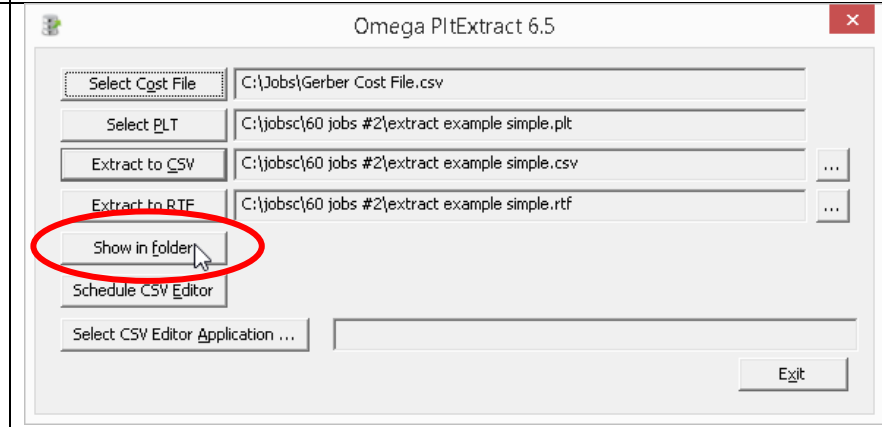 Omega PltExtract 6.5
Select Cost File C:\Jobs\Gerber Cost File.csv
Select PLT C:\jobsc\60 jobs #2\extract example simple.plt
Extract to CSV C:\jobsc\60 jobs #2\extract example simple.csv ...
Extract to RTF C:\jobsc\60 jobs #2\extract example simple.rtf ...
Show in folder
Schedule CSV Editor
Select CSV Editor Application ...
Exit